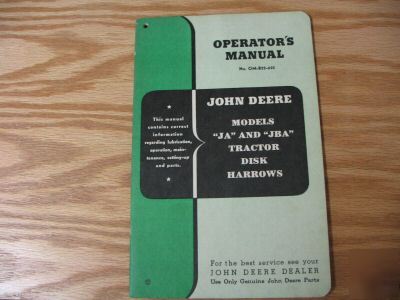 OPERATOR'S
MANUAL
JOHN DEERE
MODELS
"JA" AND "JBA"
TRACTOR
DISK
HARROWS
This manual
contains correct
information
regarding lubrication,
operation, main-
tenance, setting-up
and parts.
For the best service see your
JOHN DEERE DEALER
Use Only Genuine John Deere Parts